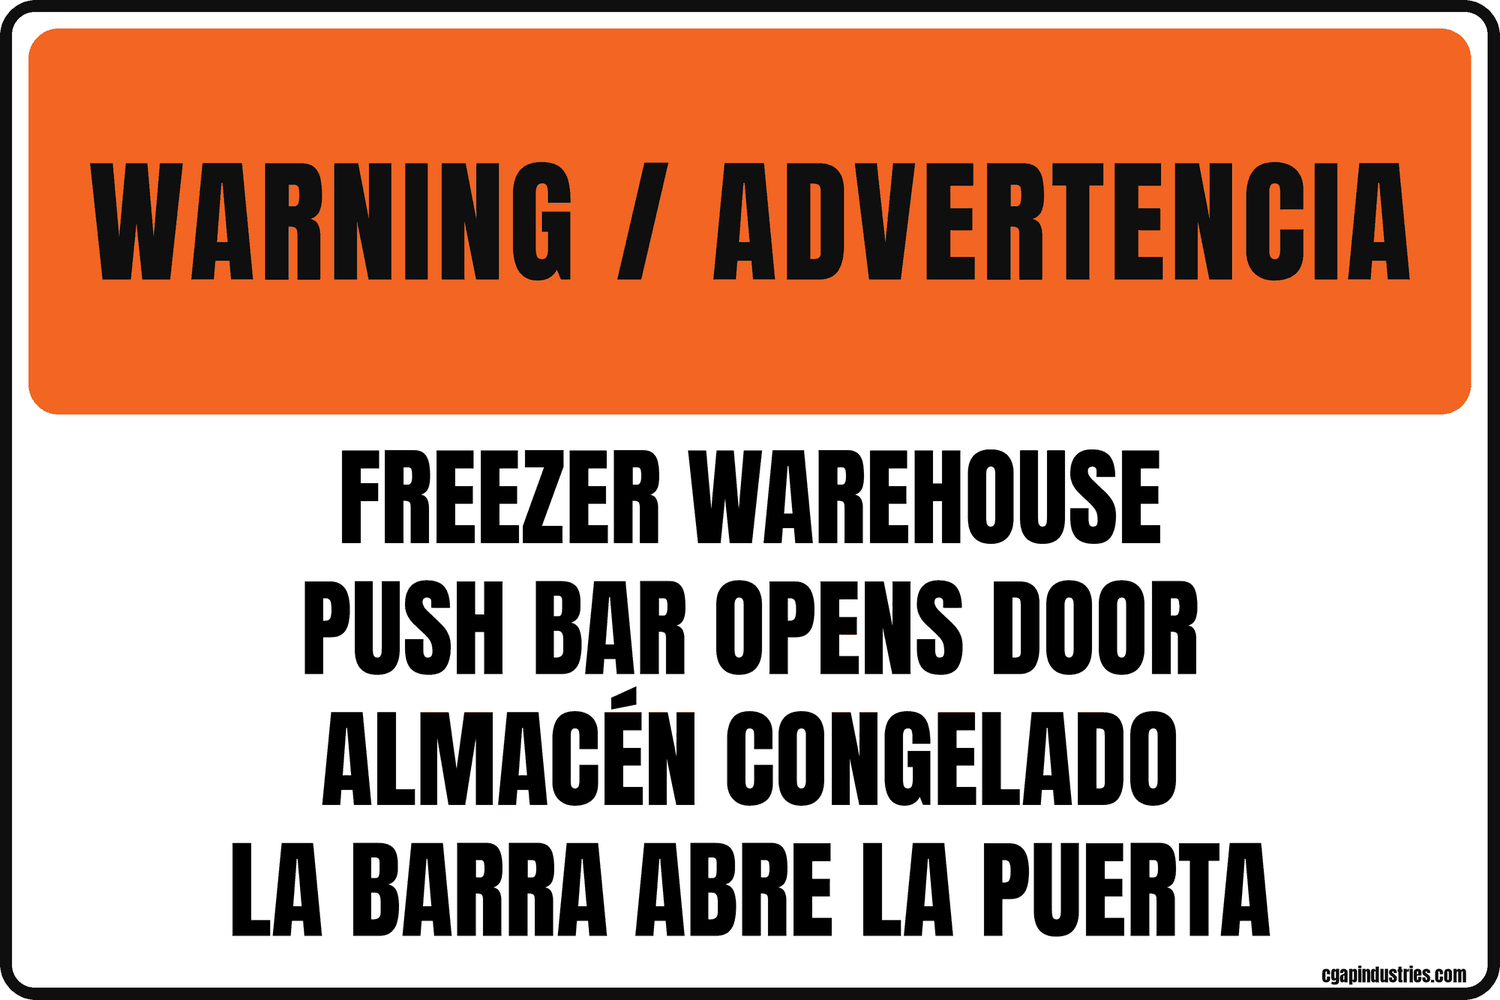 WARNING / ADVERTENCIA
FREEZER WAREHOUSE
PUSH BAR OPENS DOOR
ALMACÉN CONGELADO
LA BARRA ABRE LA PUERTA
cgapindustries.com